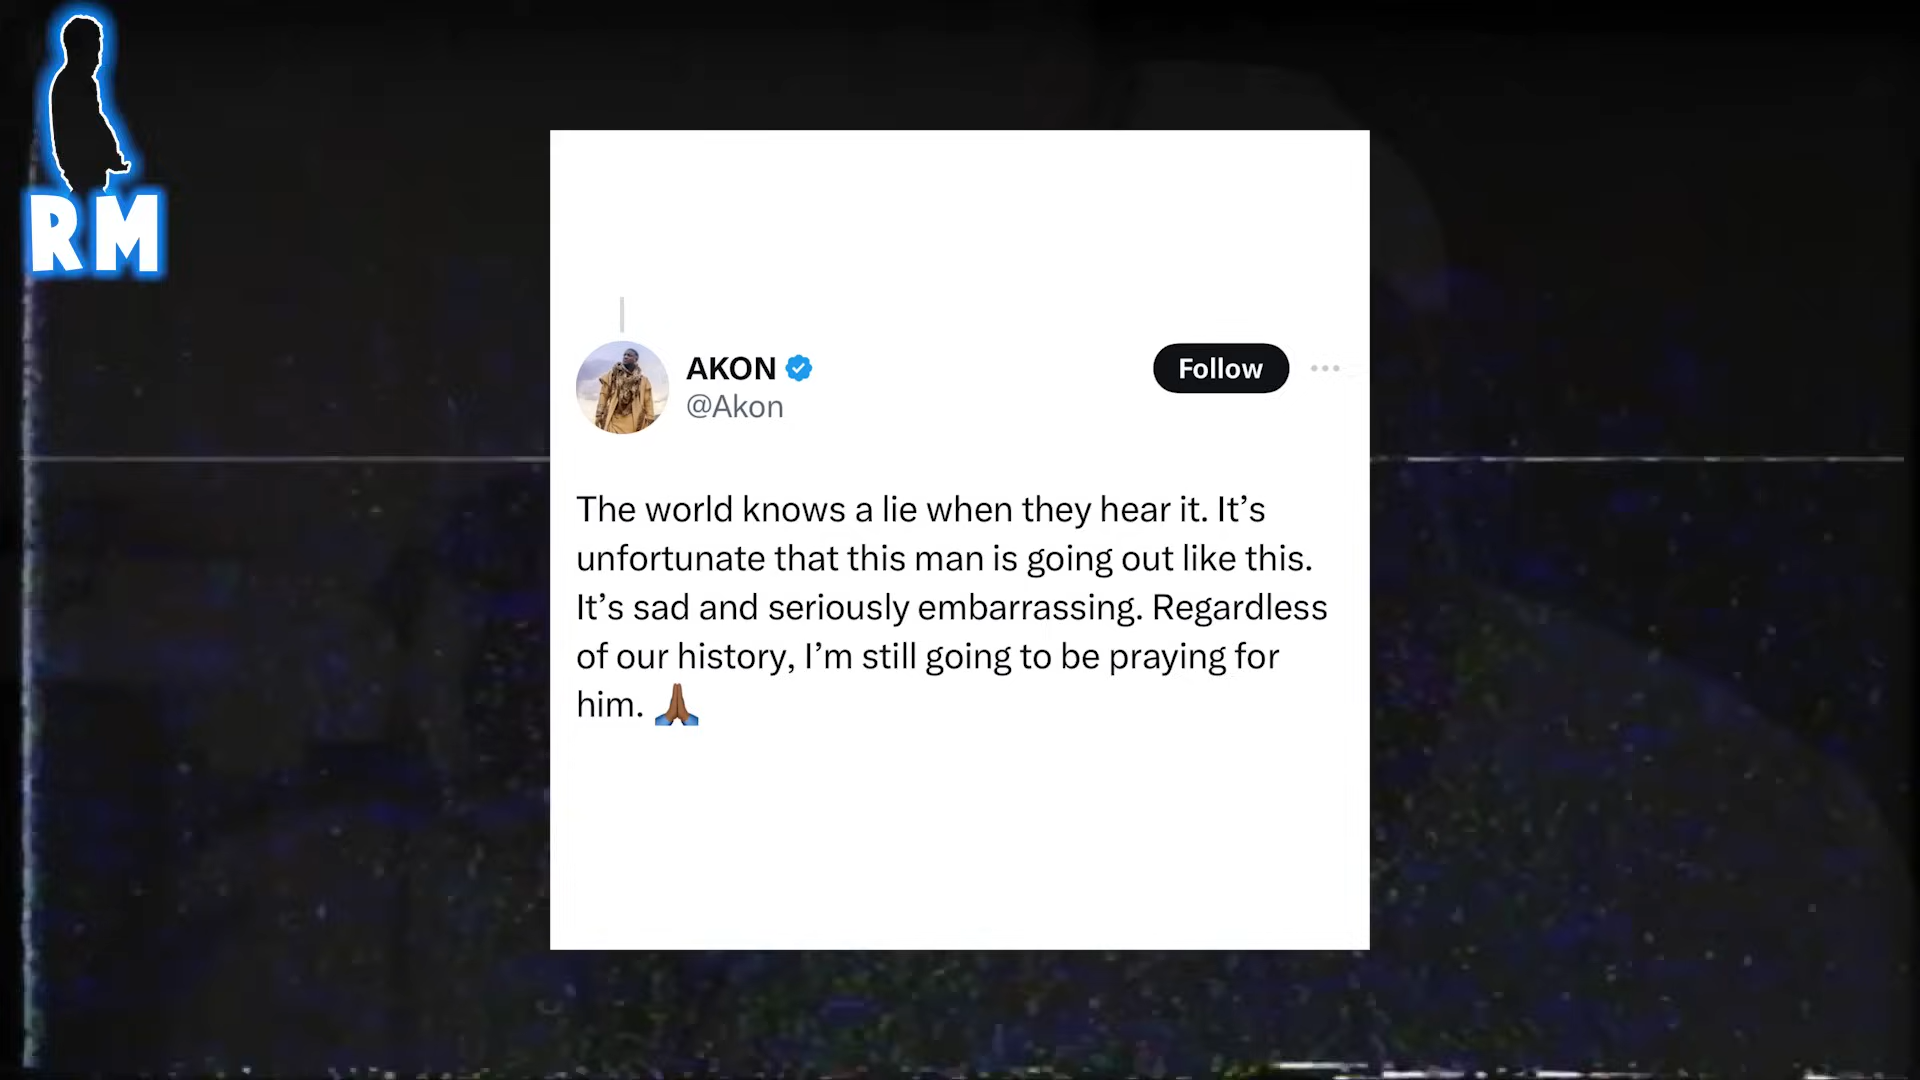 RM
AKON
@Akon
Follow
The world knows a lie when they hear it. It’s
unfortunate that this man is going out like this.
It’s sad and seriously embarrassing. Regardless
of our history, I’m still going to be praying for
him. 🙏🏾